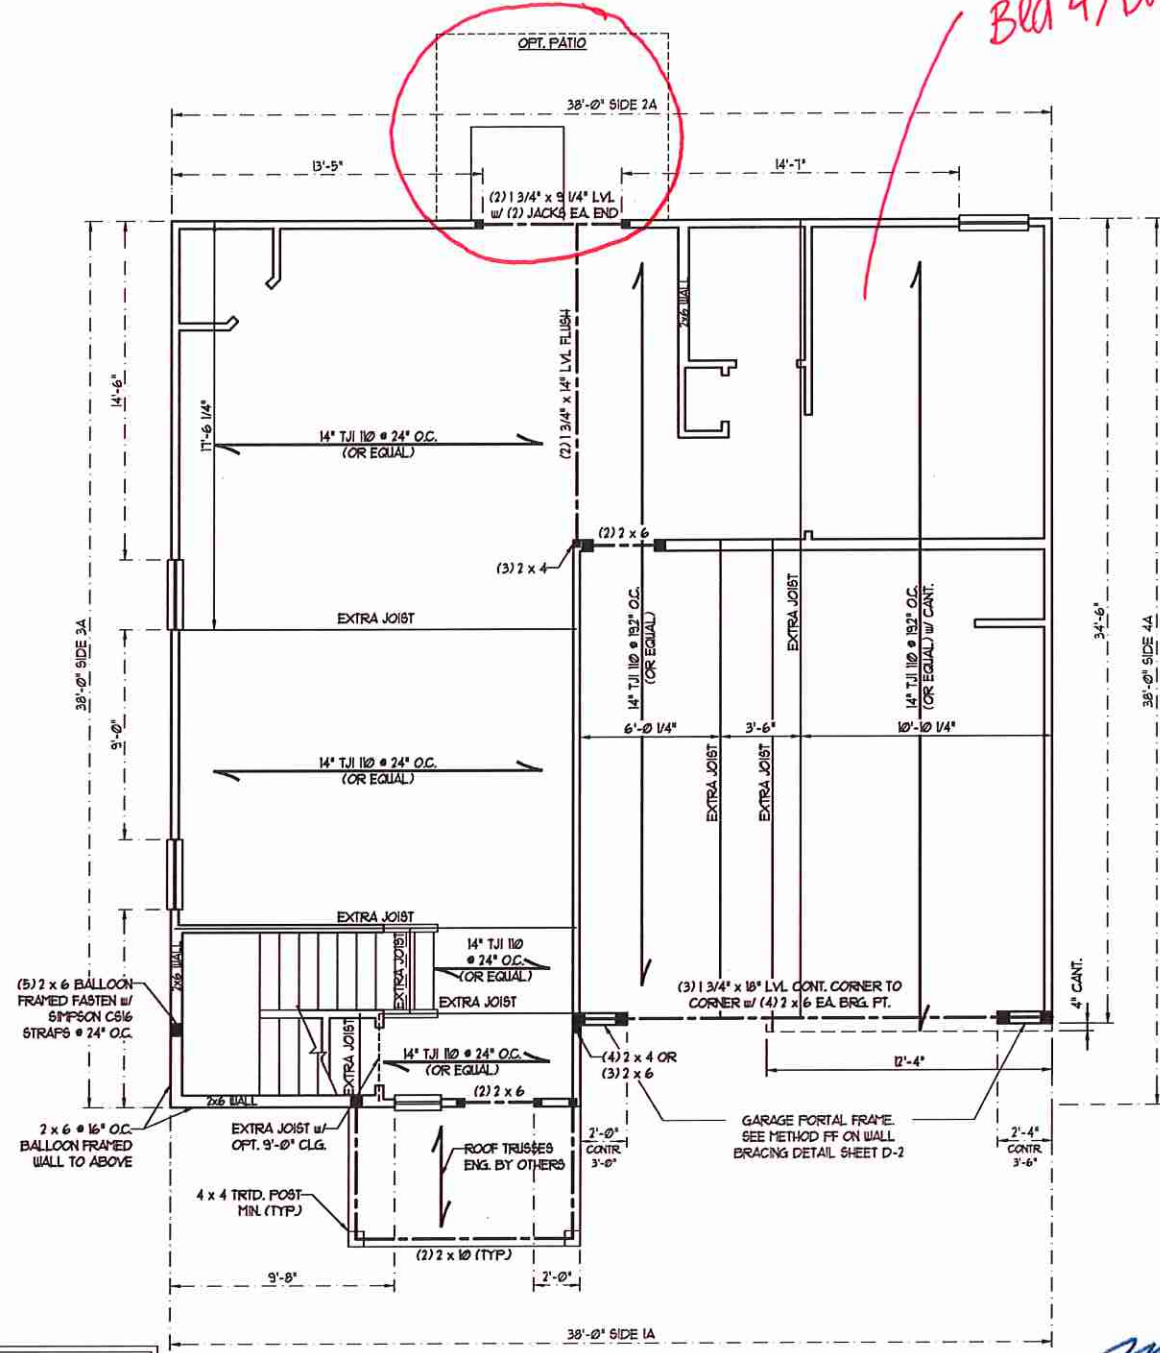 Bed 4/
OPT. PATIO
38'-0" SIDE 2A
13'-5"
14'-7"
(2) 1 3/4" x 9 1/4" LVL
w/ (2) JACKS EA. END
2x6 WALL
(2) 1 3/4" x 14" LVL FLUSH
14'-6"
17'-6 1/4"
14" TJI 110 @ 24" O.C.
(OR EQUAL)
(2) 2 x 6
(3) 2 x 4
EXTRA JOIST
EXTRA JOIST
14" TJI 110 @ 19.2" O.C.
(OR EQUAL)
14" TJI 110 @ 19.2" O.C.
(OR EQUAL) w/ CANT.
34'-6"
38'-0" SIDE 3A
38'-0" SIDE 4A
9'-0"
6'-0 1/4"
3'-6"
10'-10 1/4"
14" TJI 110 @ 24" O.C.
(OR EQUAL)
EXTRA JOIST
EXTRA JOIST
EXTRA JOIST
2x6 WALL
EXTRA JOIST
14" TJI 110
@ 24" O.C.
(OR EQUAL)
EXTRA JOIST
(5) 2 x 6 BALLOON
FRAMED FASTEN w/
SIMPSON CS16
STRAPS @ 24" O.C.
(3) 1 3/4" x 18" LVL CONT. CORNER TO
CORNER w/ (4) 2 x 6 EA. BRG. PT.
4" CANT.
EXTRA JOIST
14" TJI 110 @ 24" O.C.
(OR EQUAL)
(4) 2 x 4 OR
(3) 2 x 6
12'-4"
2x6 WALL
(2) 2 x 6
2 x 6 @ 16" O.C.
BALLOON FRAMED
WALL TO ABOVE
EXTRA JOIST w/
OPT. 9'-0" CLG.
ROOF TRUSSES
ENG. BY OTHERS
2'-0"
CONTR.
3'-0"
GARAGE PORTAL FRAME.
SEE METHOD PF ON WALL
BRACING DETAIL SHEET D-2
2'-4"
CONTR.
3'-6"
4 x 4 TRTD. POST
MIN. (TYP.)
(2) 2 x 10 (TYP.)
9'-8"
2'-0"
38'-0" SIDE 1A